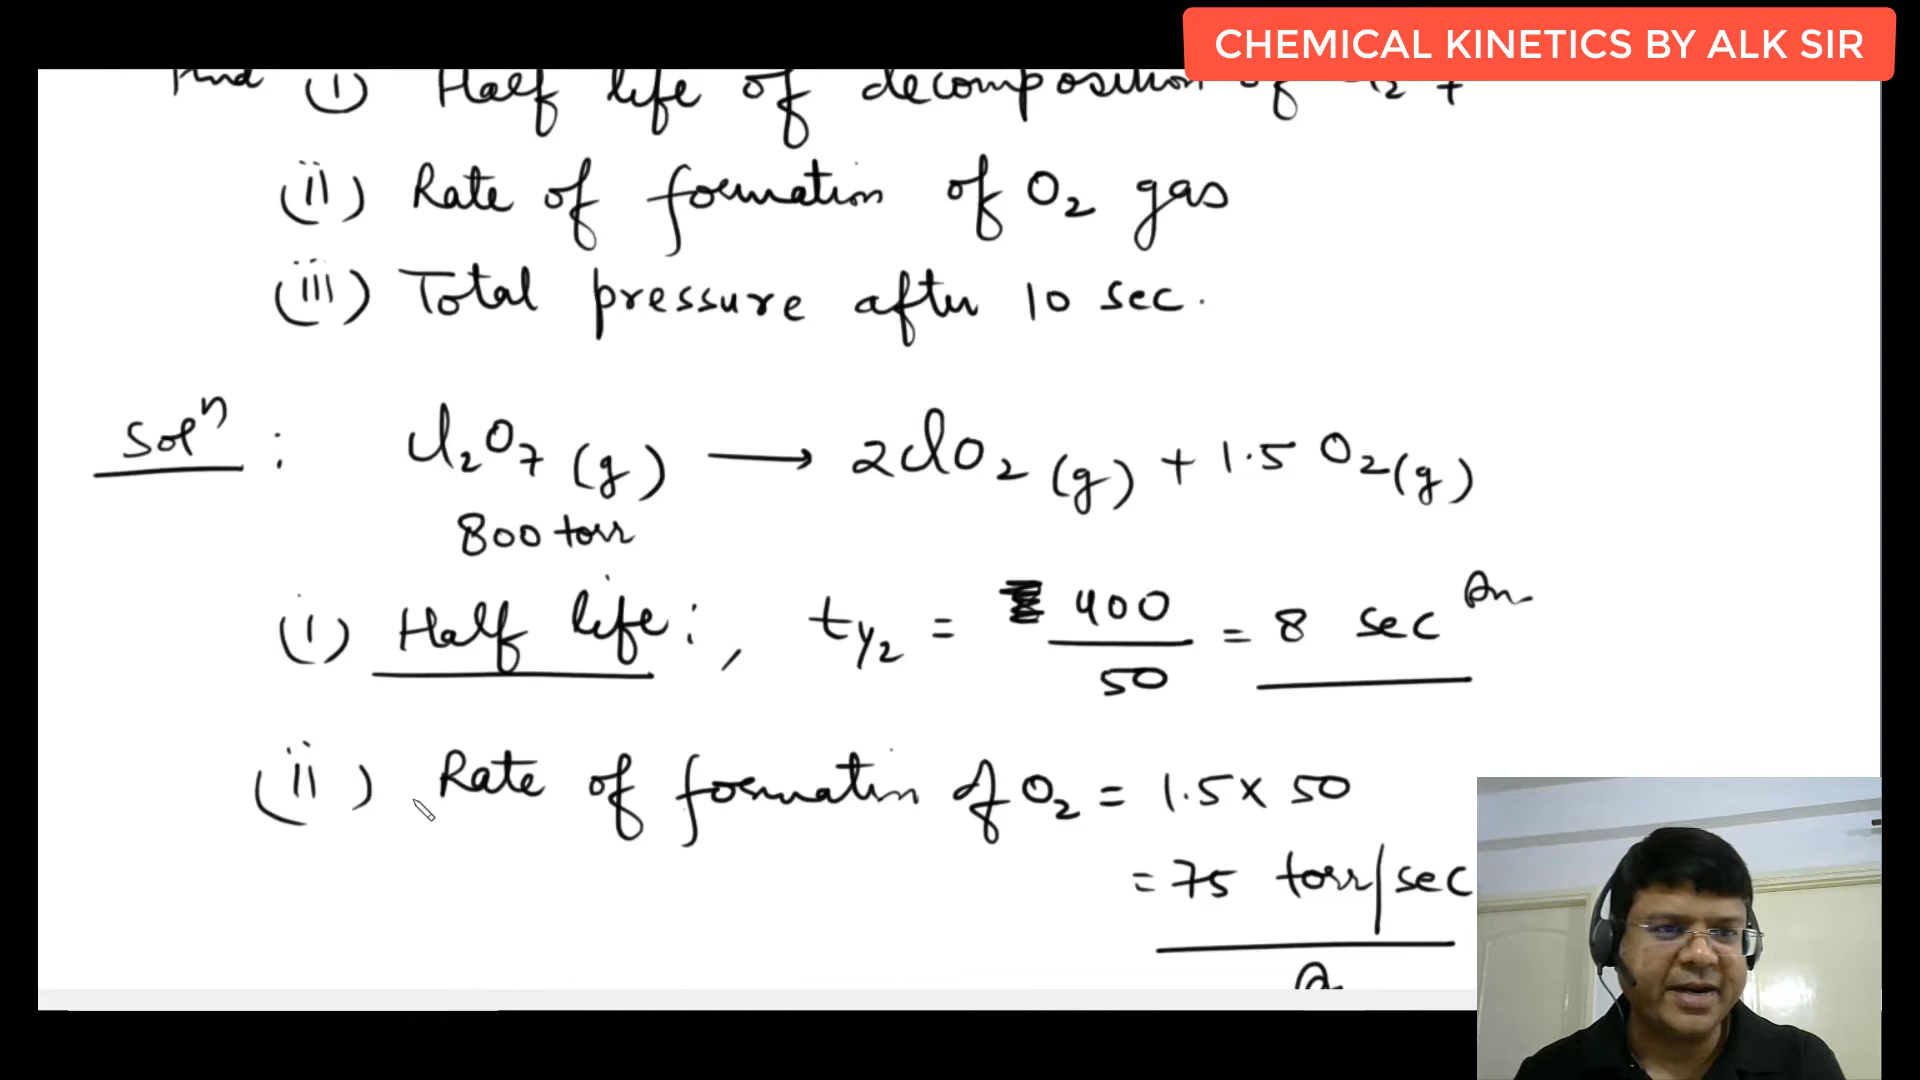 CHEMICAL KINETICS BY ALK SIR
Find (i) Half life of decomposition of
(ii) Rate of formation of O₂ gas
(iii) Total pressure after 10 sec.
Solⁿ : Cl₂O₇ (g) ⟶ 2ClO₂ (g) + 1.5 O₂(g)
800 torr
(i) Half life :, t½ = 400/50 = 8 sec Ans
(ii) Rate of formation of O₂ = 1.5 x 50
= 75 torr/sec